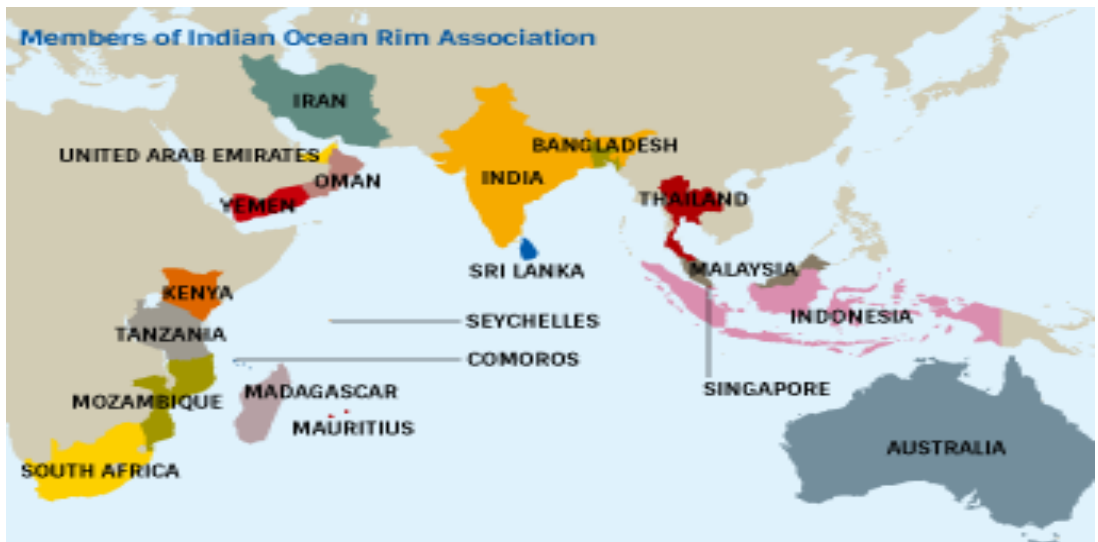 Members of Indian Ocean Rim Association
IRAN
UNITED ARAB EMIRATES
OMAN
YEMEN
INDIA
BANGLADESH
THAILAND
SRI LANKA
MALAYSIA
KENYA
INDONESIA
TANZANIA
SEYCHELLES
COMOROS
SINGAPORE
MADAGASCAR
MOZAMBIQUE
MAURITIUS
AUSTRALIA
SOUTH AFRICA